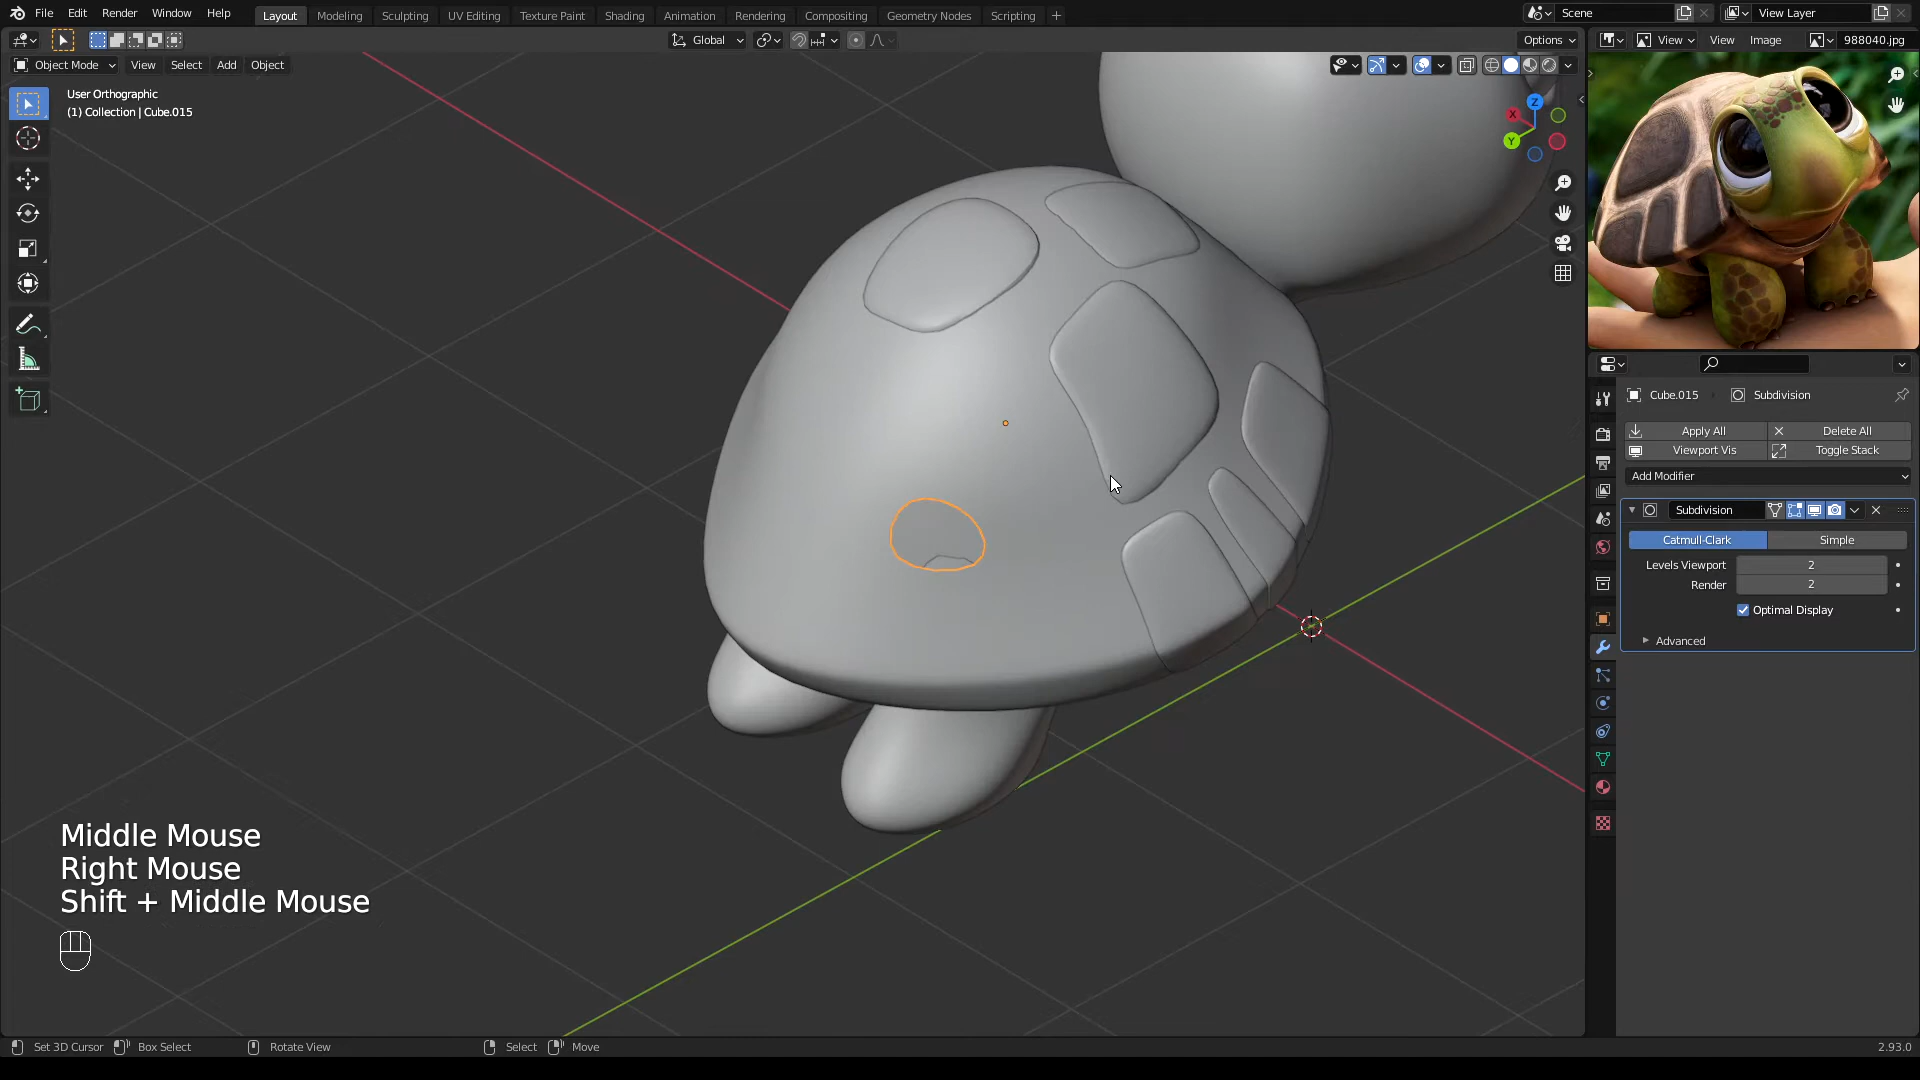 File Edit Render Window Help Layout Modeling Sculpting UV Editing Texture Paint Shading Animation Rendering Compositing Geometry Nodes Scripting + Scene View Layer
Global Options View View Image 988040.jpg
Object Mode View Select Add Object
User Orthographic
(1) Collection | Cube.015
Z
X
Y
Cube.015 Subdivision
Apply All Delete All
Viewport Vis Toggle Stack
Add Modifier
Subdivision
Catmull-Clark Simple
Levels Viewport 2
Render 2
Optimal Display
Advanced
Middle Mouse
Right Mouse
Shift + Middle Mouse
Set 3D Cursor Box Select Rotate View Select Move 2.93.0